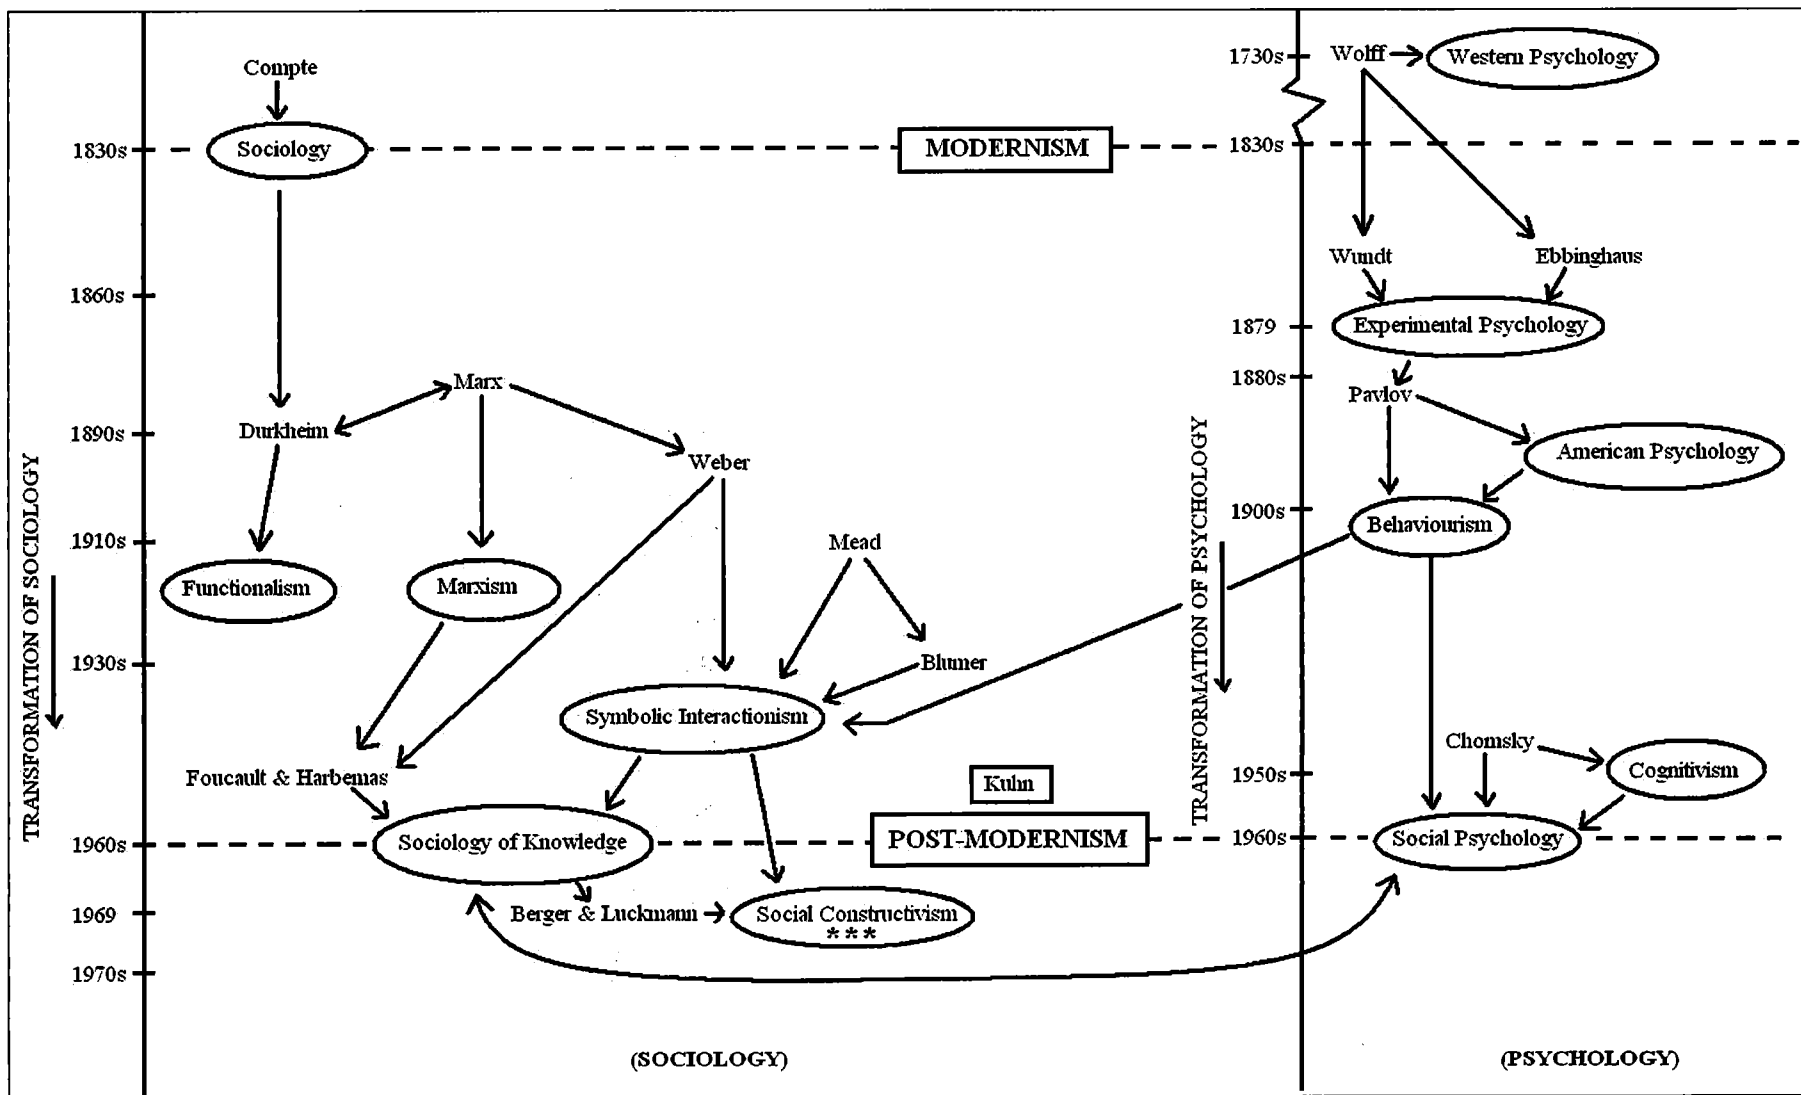 Compte
1830s
Sociology
MODERNISM
1860s
Marx
Durkheim
1890s
Weber
1910s
Mead
Functionalism
Marxism
1930s
Blumer
Symbolic Interactionism
Foucault & Harbemas
Kuhn
1960s
Sociology of Knowledge
POST-MODERNISM
1969
Berger & Luckmann
Social Constructivism
***
1970s
TRANSFORMATION OF SOCIOLOGY
(SOCIOLOGY)
1730s
Wolff
Western Psychology
1830s
Wundt
Ebbinghaus
1879
Experimental Psychology
1880s
Pavlov
American Psychology
1900s
Behaviourism
Chomsky
1950s
Cognitivism
1960s
Social Psychology
TRANSFORMATION OF PSYCHOLOGY
(PSYCHOLOGY)